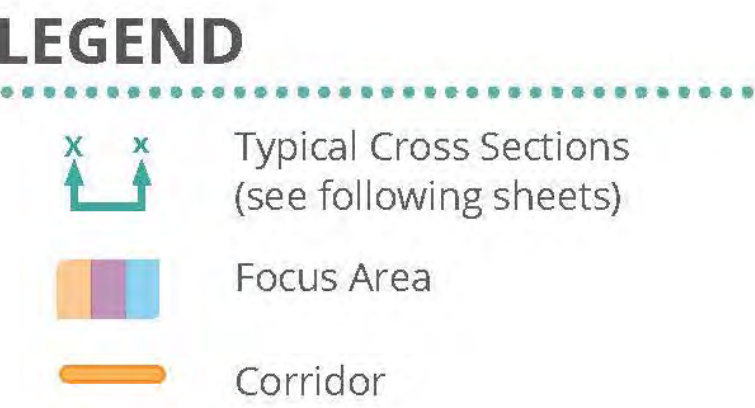 LEGEND
X x
Typical Cross Sections
(see following sheets)
Focus Area
Corridor